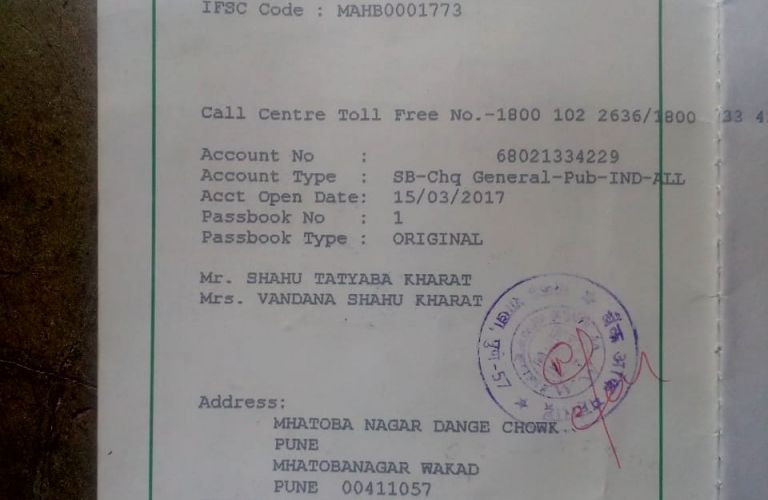 IFSC Code : MAHB0001773
Call Centre Toll Free No.-1800 102 2636/1800 33 4
Account No : 68021334229
Account Type : SB-Chq General-Pub-IND-ALL
Acct Open Date: 15/03/2017
Passbook No : 1
Passbook Type : ORIGINAL
Mr. SHAHU TATYABA KHARAT
Mrs. VANDANA SHAHU KHARAT
Address:
MHATOBA NAGAR DANGE CHOWK
PUNE
MHATOBANAGAR WAKAD
PUNE 00411057